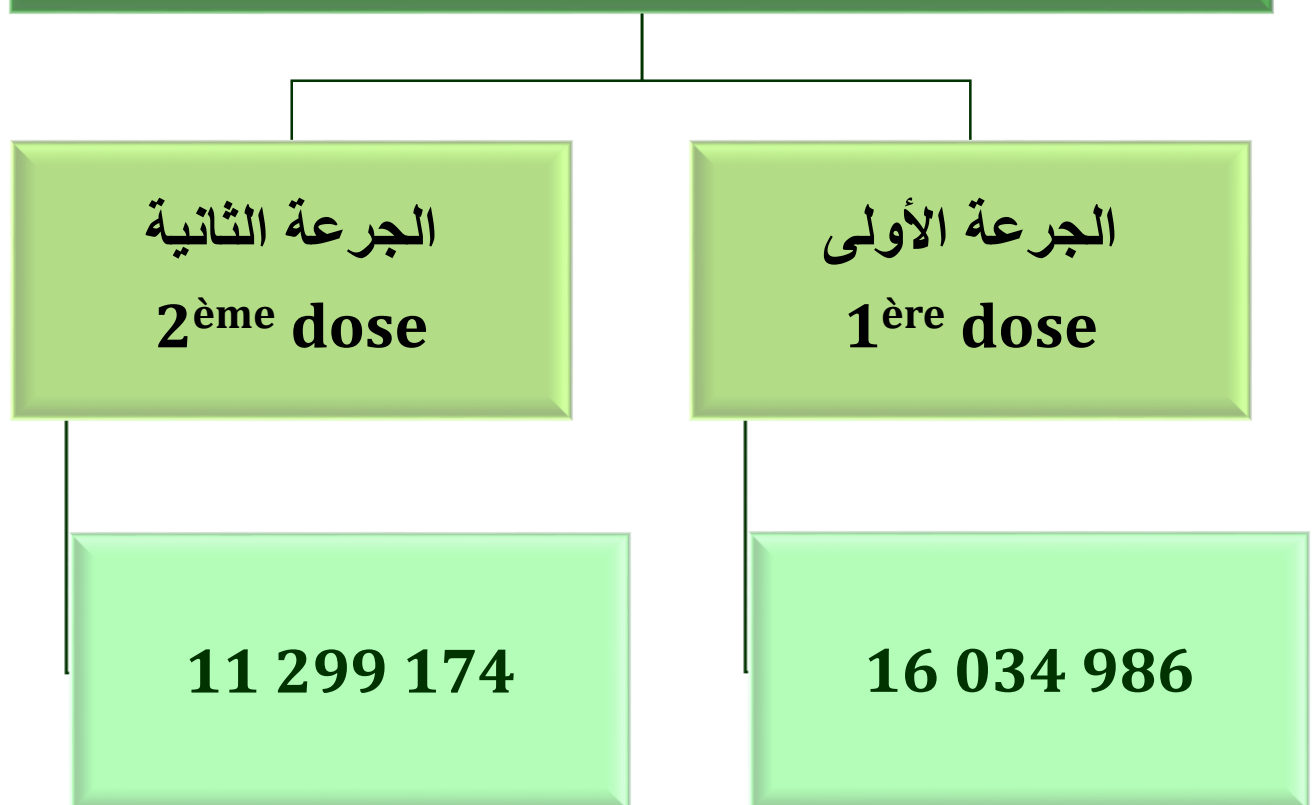 الجرعة الأولى
1ère dose
16 034 986
الجرعة الثانية
2ème dose
11 299 174